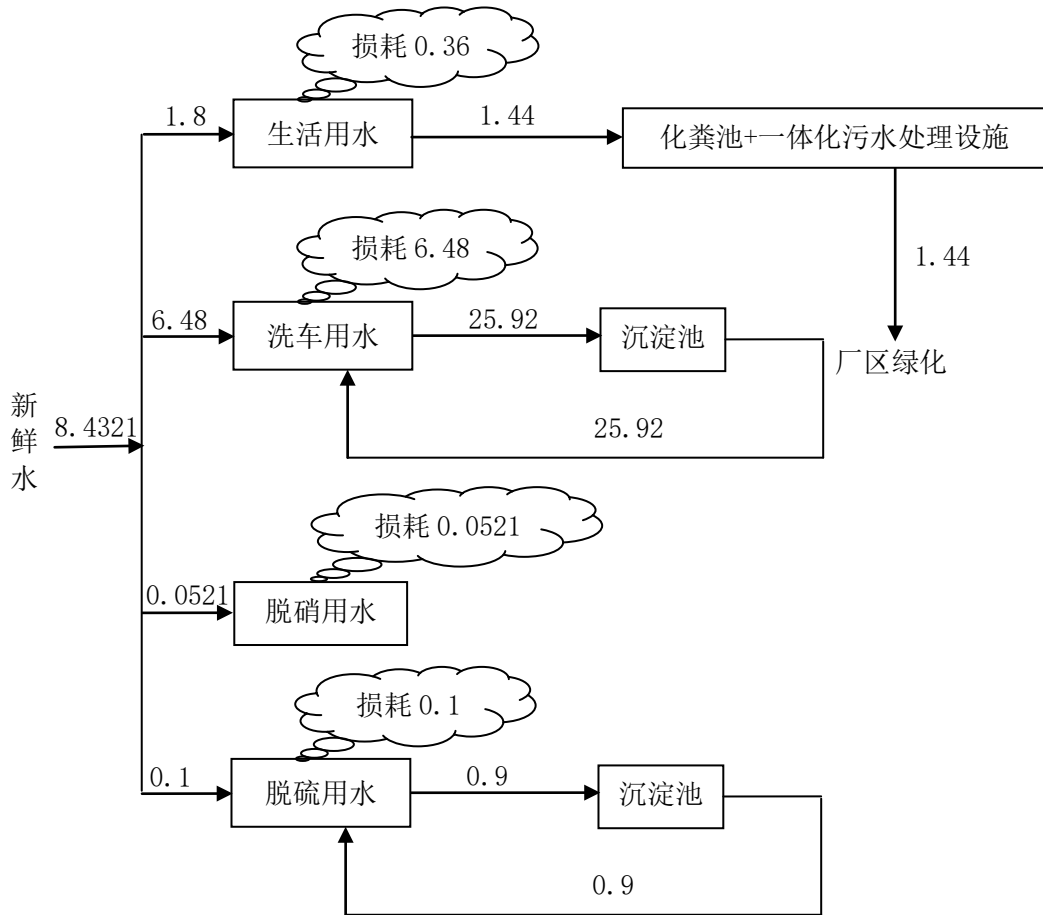 损耗 0.36
1.8
生活用水
1.44
化粪池+一体化污水处理设施
1.44
损耗 6.48
6.48
洗车用水
25.92
沉淀池
厂区绿化
25.92
新鲜水
8.4321
损耗 0.0521
0.0521
脱硝用水
损耗 0.1
0.1
脱硫用水
0.9
沉淀池
0.9